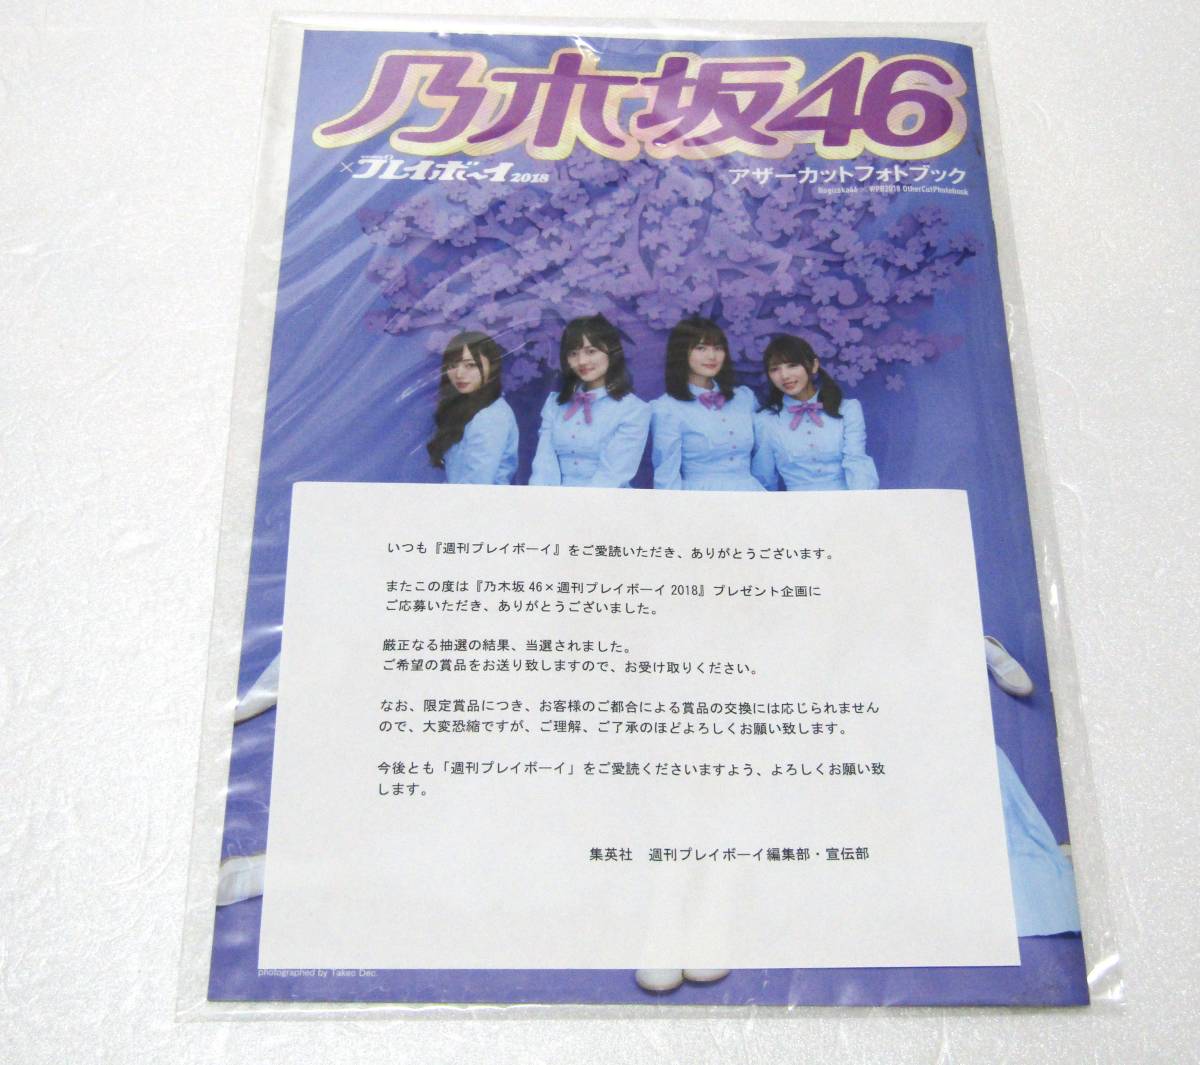 乃木坂46
×プレイボーイ2018
アザーカットフォトブック
Nogizaka46 × WPB2018 OtherCutPhotobook
いつも『週刊プレイボーイ』をご愛読いただき、ありがとうございます。
またこの度は『乃木坂 46×週刊プレイボーイ 2018』プレゼント企画に
ご応募いただき、ありがとうございました。
厳正なる抽選の結果、当選されました。
ご希望の賞品をお送り致しますので、お受け取りください。
なお、限定賞品につき、お客様のご都合による賞品の交換には応じられません
ので、大変恐縮ですが、ご理解、ご了承のほどよろしくお願い致します。
今後とも「週刊プレイボーイ」をご愛読くださいますよう、よろしくお願い致
します。
集英社　週刊プレイボーイ編集部・宣伝部
photographed by Takeo Dec.